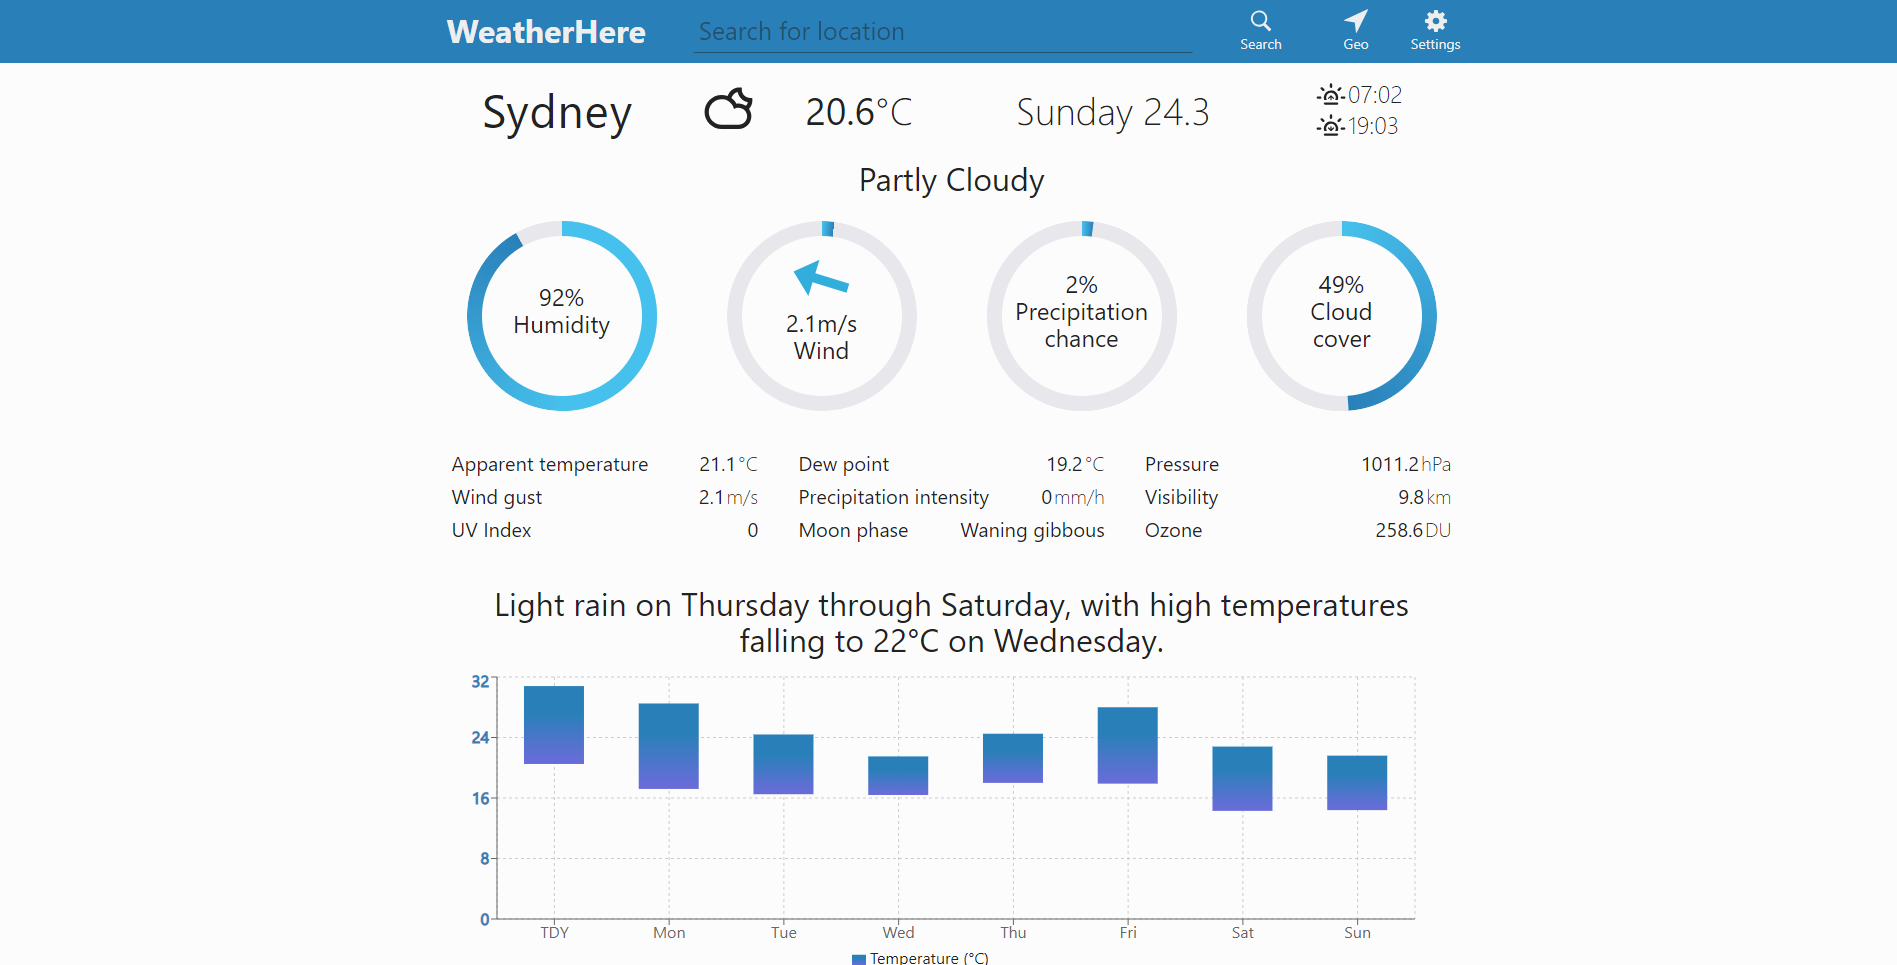 WeatherHere
Search for location
Search
Geo
Settings
Sydney
20.6°C
Sunday 24.3
07:02
19:03
Partly Cloudy
92%
Humidity
2.1m/s
Wind
2%
Precipitation
chance
49%
Cloud
cover
Apparent temperature 21.1°C
Wind gust 2.1m/s
UV Index 0
Dew point 19.2°C
Precipitation intensity 0mm/h
Moon phase Waning gibbous
Pressure 1011.2hPa
Visibility 9.8km
Ozone 258.6DU
Light rain on Thursday through Saturday, with high temperatures
falling to 22°C on Wednesday.
32
24
16
8
0
TDY Mon Tue Wed Thu Fri Sat Sun
Temperature (°C)